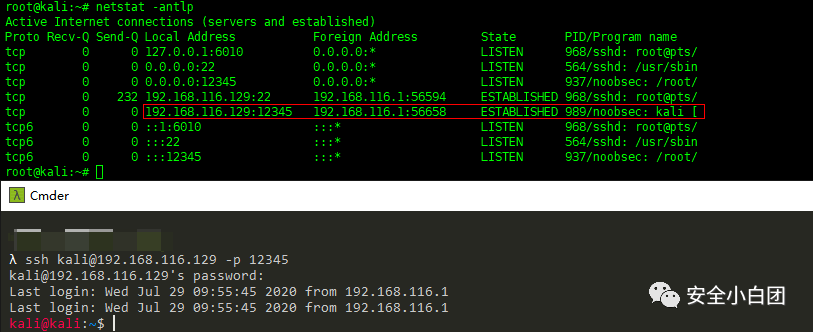 root@kali:~# netstat -antlp
Active Internet connections (servers and established)
Proto Recv-Q Send-Q Local Address Foreign Address State PID/Program name
tcp 0 0 127.0.0.1:6010 0.0.0.0:* LISTEN 968/sshd: root@pts/
tcp 0 0 0.0.0.0:22 0.0.0.0:* LISTEN 564/sshd: /usr/sbin
tcp 0 0 0.0.0.0:12345 0.0.0.0:* LISTEN 937/noobsec: /root/
tcp 0 232 192.168.116.129:22 192.168.116.1:56594 ESTABLISHED 968/sshd: root@pts/
tcp 0 0 192.168.116.129:12345 192.168.116.1:56658 ESTABLISHED 989/noobsec: kali [
tcp6 0 0 ::1:6010 :::* LISTEN 968/sshd: root@pts/
tcp6 0 0 :::22 :::* LISTEN 564/sshd: /usr/sbin
tcp6 0 0 :::12345 :::* LISTEN 937/noobsec: /root/
root@kali:~#
λ Cmder
λ ssh kali@192.168.116.129 -p 12345
kali@192.168.116.129's password:
Last login: Wed Jul 29 09:55:45 2020 from 192.168.116.1
Last login: Wed Jul 29 09:55:45 2020 from 192.168.116.1
kali@kali:~$
安全小白团